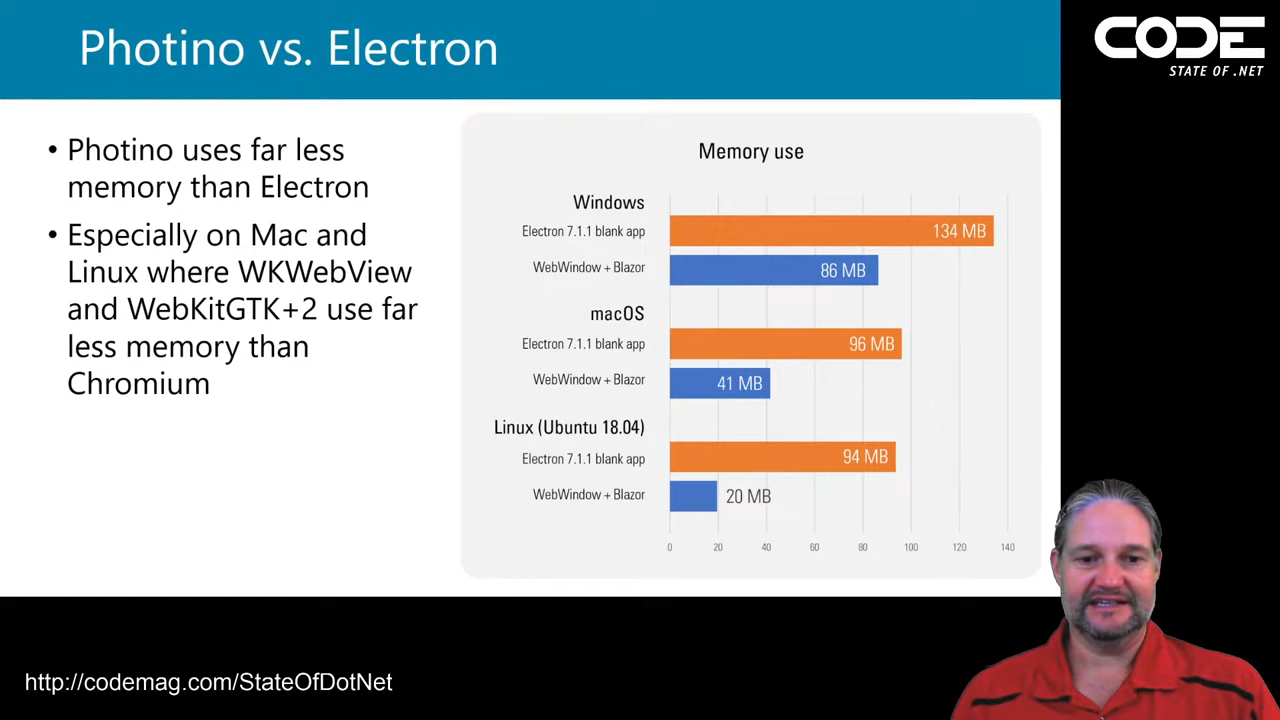 Photino vs. Electron
CODE
STATE OF .NET
• Photino uses far less
memory than Electron
• Especially on Mac and
Linux where WKWebView
and WebKitGTK+2 use far
less memory than
Chromium
Memory use
Windows
Electron 7.1.1 blank app
134 MB
WebWindow + Blazor
86 MB
macOS
Electron 7.1.1 blank app
96 MB
WebWindow + Blazor
41 MB
Linux (Ubuntu 18.04)
Electron 7.1.1 blank app
94 MB
WebWindow + Blazor
20 MB
0 20 40 60 80 100 120 140
http://codemag.com/StateOfDotNet